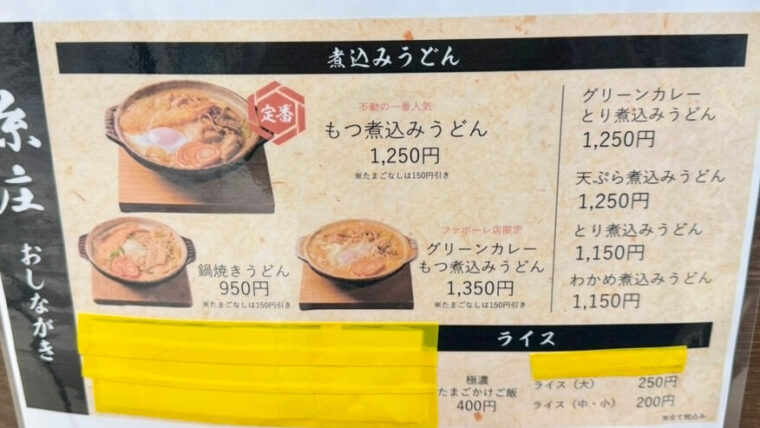 糸庄
おしながき
煮込みうどん
定番
不動の一番人気
もつ煮込みうどん
1,250円
※たまごなしは150円引き
鍋焼きうどん
950円
※たまごなしは150円引き
ファボーレ店限定
グリーンカレー
もつ煮込みうどん
1,350円
※たまごなしは150円引き
グリーンカレー
とり煮込みうどん
1,250円
天ぷら煮込みうどん
1,250円
とり煮込みうどん
1,150円
わかめ煮込みうどん
1,150円
ライス
極濃
たまごかけご飯
400円
ライス（大） 250円
ライス（中・小） 200円
※全て税込み